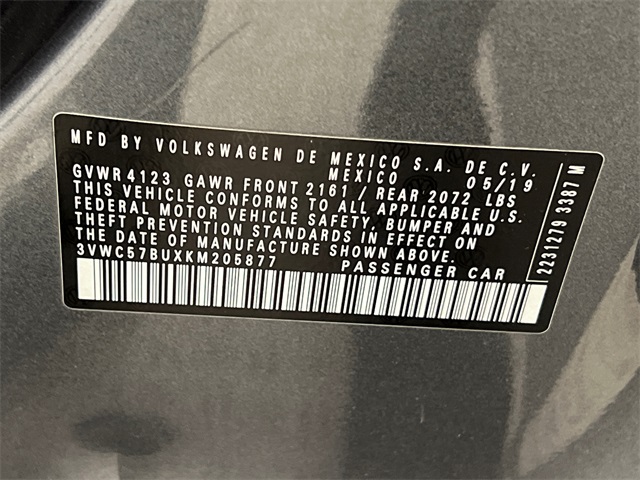 MFD BY VOLKSWAGEN DE MEXICO S.A. DE C.V.
MEXICO 05/19
GVWR 4123 GAWR FRONT 2161 / REAR 2072 LBS
THIS VEHICLE CONFORMS TO ALL APPLICABLE U.S.
FEDERAL MOTOR VEHICLE SAFETY, BUMPER AND
THEFT PREVENTION STANDARDS IN EFFECT ON
THE DATE OF MANUFACTURE SHOWN ABOVE.
3VWC57BUXKM205877 PASSENGER CAR
2231279 3387 M